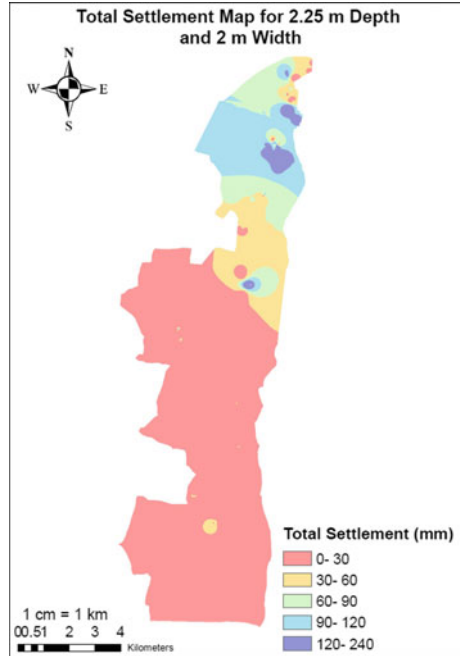 Total Settlement Map for 2.25 m Depth
and 2 m Width
N
W E
S
Total Settlement (mm)
0- 30
30- 60
60- 90
90- 120
120- 240
1 cm = 1 km
00.51 2 3 4
Kilometers